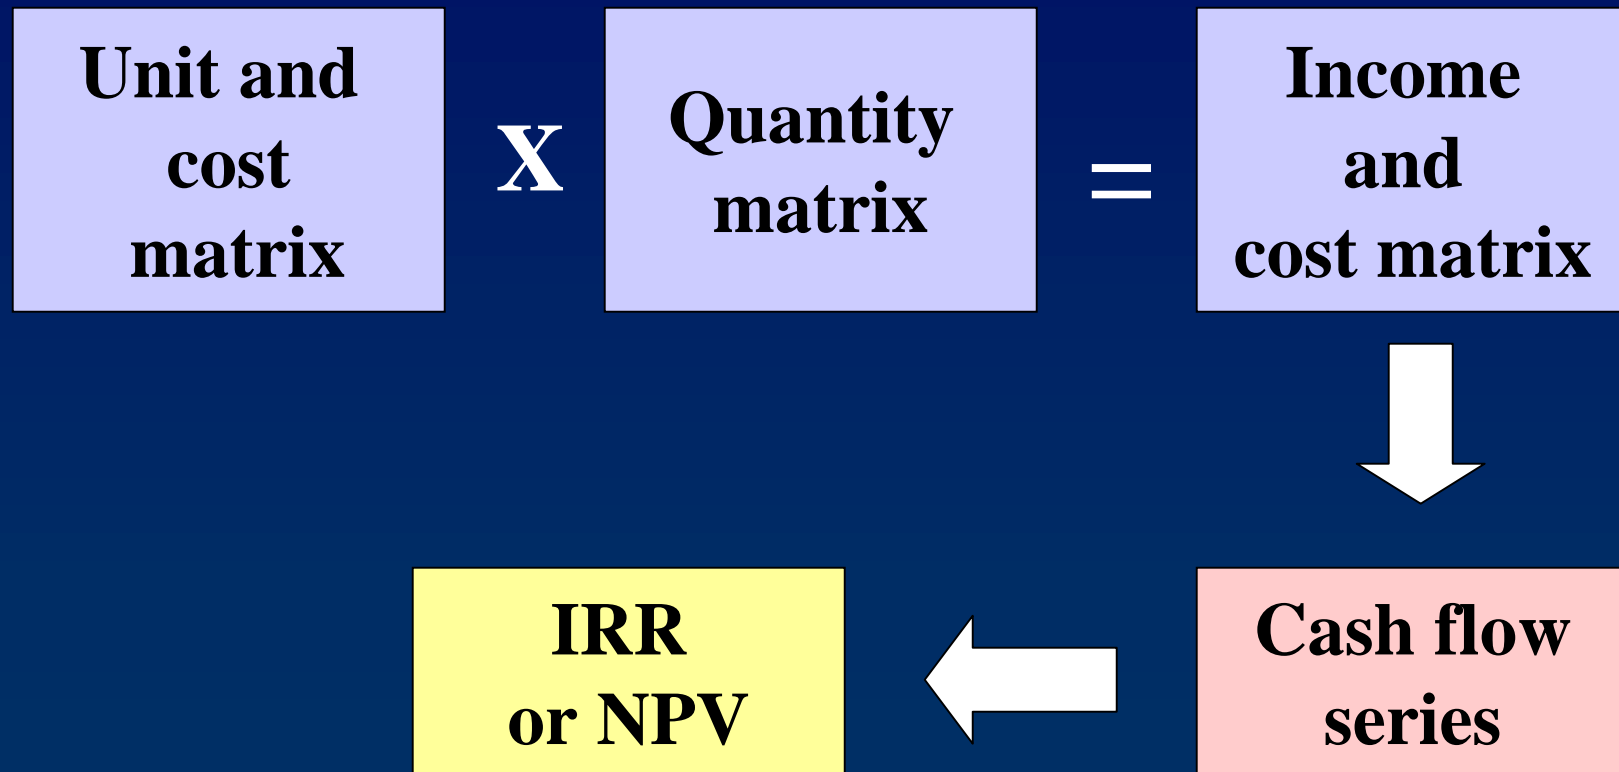 Unit and
cost
matrix
X
Quantity
matrix
=
Income
and
cost matrix
IRR
or NPV
Cash flow
series